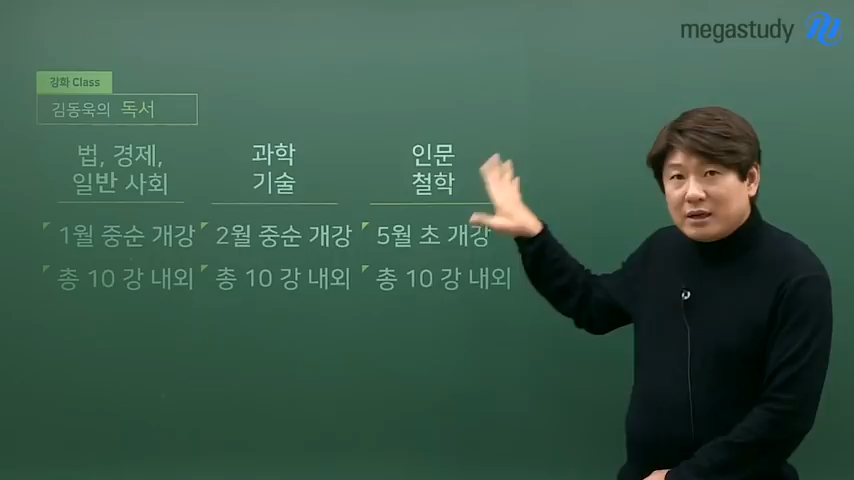 megastudy
강화 Class
김동욱의 독서
법, 경제,
일반 사회
과학
기술
인문
철학
1월 중순 개강
2월 중순 개강
5월 초 개강
총 10 강 내외
총 10 강 내외
총 10 강 내외